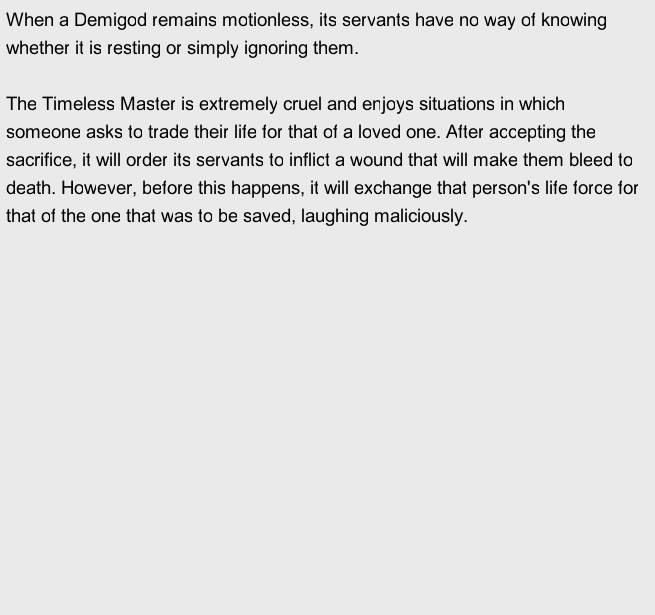 When a Demigod remains motionless, its servants have no way of knowing
whether it is resting or simply ignoring them.
The Timeless Master is extremely cruel and enjoys situations in which
someone asks to trade their life for that of a loved one. After accepting the
sacrifice, it will order its servants to inflict a wound that will make them bleed to
death. However, before this happens, it will exchange that person's life force for
that of the one that was to be saved, laughing maliciously.